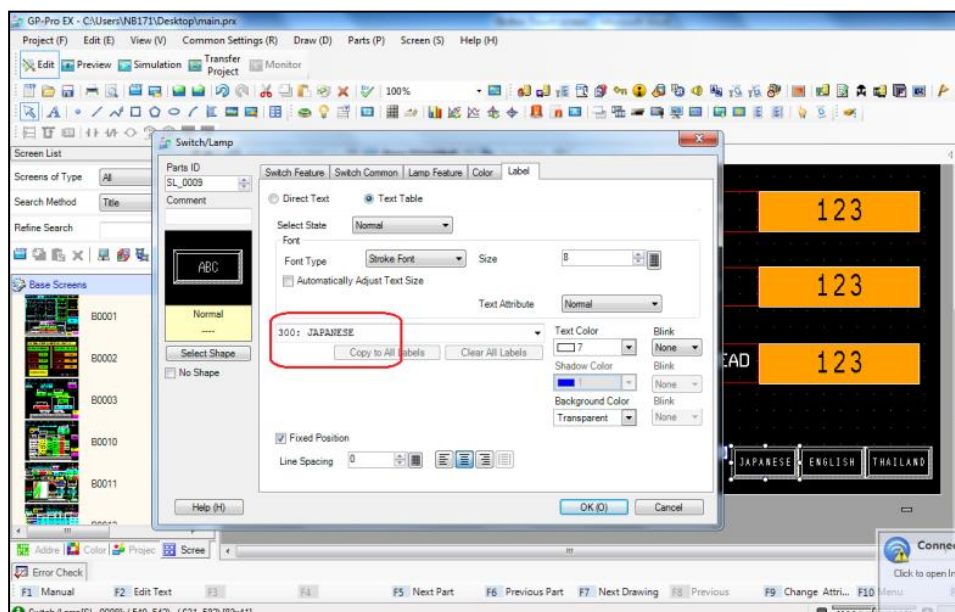 GP-Pro EX - C:\Users\NB171\Desktop\main.prx
Project (F) Edit (E) View (V) Common Settings (R) Draw (D) Parts (P) Screen (S) Help (H)
Edit Preview Simulation Transfer Project Monitor
100%
Screen List
Screens of Type All
Search Method Title
Refine Search
Base Screens
B0001
B0002
B0003
B0010
B0011
Switch/Lamp
Parts ID
SL_0009
Comment
ABC
Normal
----
Select Shape
No Shape
Help (H)
Switch Feature Switch Common Lamp Feature Color Label
Direct Text Text Table
Select State Normal
Font
Font Type Stroke Font Size 8
Automatically Adjust Text Size
Text Attribute Normal
300: JAPANESE
Copy to All Labels Clear All Labels
Text Color Blink
7 None
Shadow Color Blink
1 None
Background Color Blink
Transparent None
Fixed Position
Line Spacing 0
OK (O) Cancel
123
123
EAD 123
JAPANESE ENGLISH THAILAND
Addre Color Projec Scree
Error Check
Connec
Click to open In
F1 Manual F2 Edit Text F3 F4 F5 Next Part F6 Previous Part F7 Next Drawing F8 Previous F9 Change Attri... F10 Menu